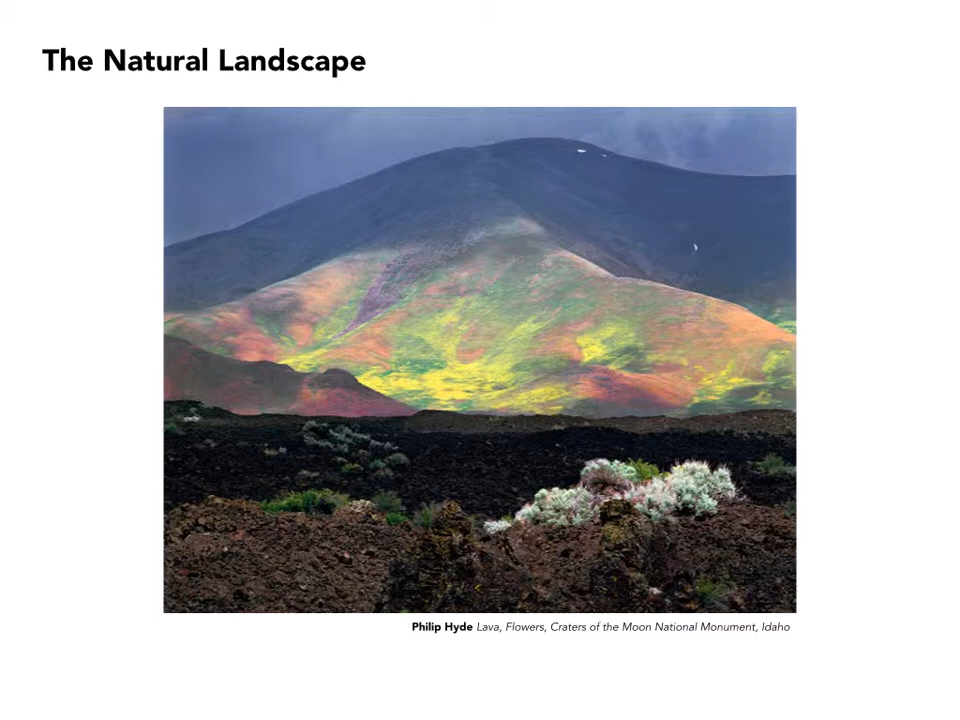 The Natural Landscape
Philip Hyde Lava, Flowers, Craters of the Moon National Monument, Idaho